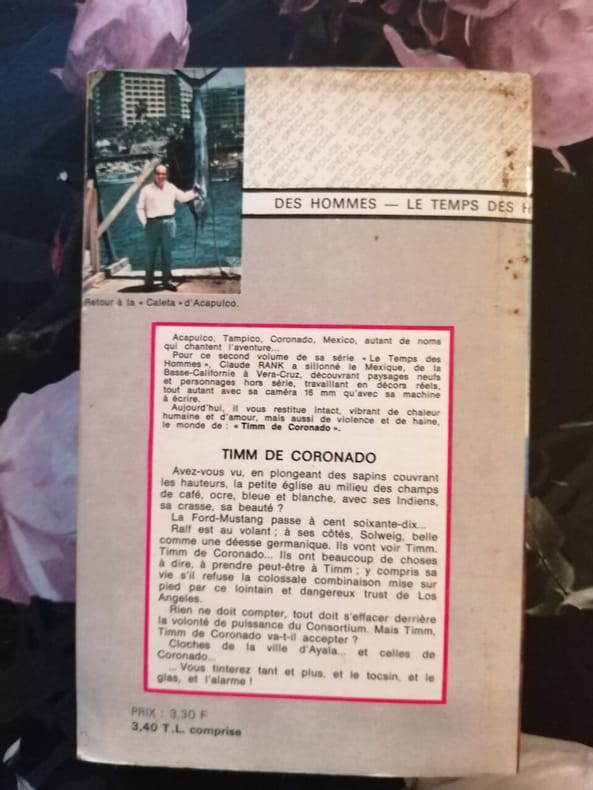 DES HOMMES — LE TEMPS DES H
Retour à la « Caleta » d'Acapulco.
Acapulco, Tampico, Coronado, Mexico, autant de noms
qui chantent l'aventure...
Pour ce second volume de sa série « Le Temps des
Hommes », Claude RANK a sillonné le Mexique, de la
Basse-Californie à Vera-Cruz, découvrant paysages neufs
et personnages hors série, travaillant en décors réels,
tout autant avec sa caméra 16 mm qu'avec sa machine
à écrire.
Aujourd'hui, il vous restitue intact, vibrant de chaleur
humaine et d'amour, mais aussi de violence et de haine,
le monde de : « Timm de Coronado ».
TIMM DE CORONADO
Avez-vous vu, en plongeant des sapins couvrant
les hauteurs, la petite église au milieu des champs
de café, ocre, bleue et blanche, avec ses Indiens,
sa crasse, sa beauté ?
La Ford-Mustang passe à cent soixante-dix...
Ralf est au volant ; à ses côtés, Solweig, belle
comme une déesse germanique. Ils vont voir Timm.
Timm de Coronado... Ils ont beaucoup de choses
à dire, à prendre peut-être à Timm ; y compris sa
vie s'il refuse la colossale combinaison mise sur
pied par ce lointain et dangereux trust de Los
Angeles.
Rien ne doit compter, tout doit s'effacer derrière
la volonté de puissance du Consortium. Mais Timm,
Timm de Coronado va-t-il accepter ?
Cloches de la ville d'Ayala... et celles de
Coronado...
... Vous tinterez tant et plus, et le tocsin, et le
glas, et l'alarme !
PRIX : 3,30 F
3,40 T.L. comprise